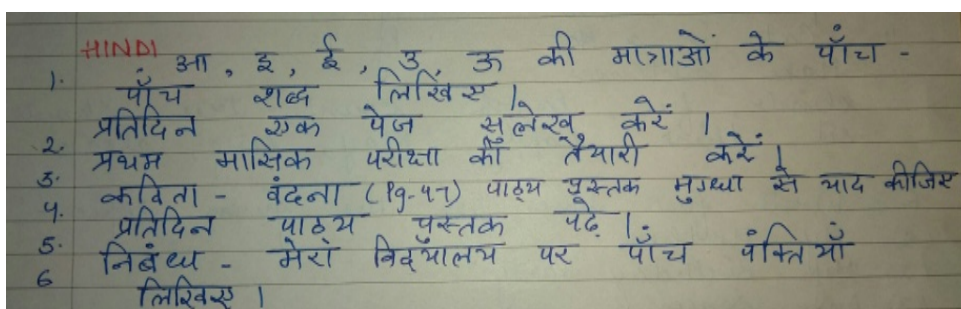 HINDI
1. आ, इ, ई, उ, ऊ की मात्राओं के पाँच -
पाँच शब्द लिखिए।
2. प्रतिदिन एक पेज सुलेख करें।
3. प्रथम मासिक परीक्षा की तैयारी करें।
4. कविता - वंदना (Pg-47) पाठ्य पुस्तक मुग्धा से याद कीजिए
5. प्रतिदिन पाठ्य पुस्तक पढ़े।
6 निबंध - मेरा विद्यालय पर पाँच पंक्तियाँ
लिखिए।